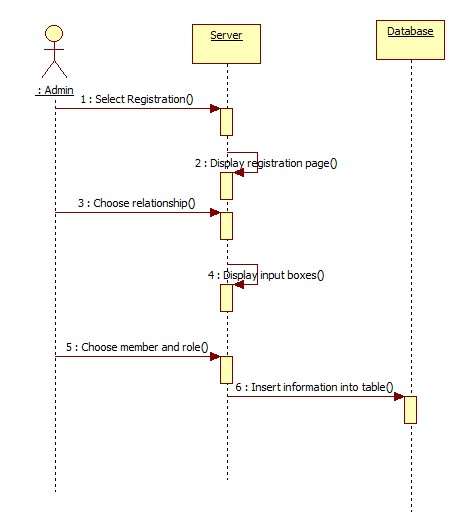 Server
Database
: Admin
1 : Select Registration()
2 : Display registration page()
3 : Choose relationship()
4 : Display input boxes()
5 : Choose member and role()
6 : Insert information into table()